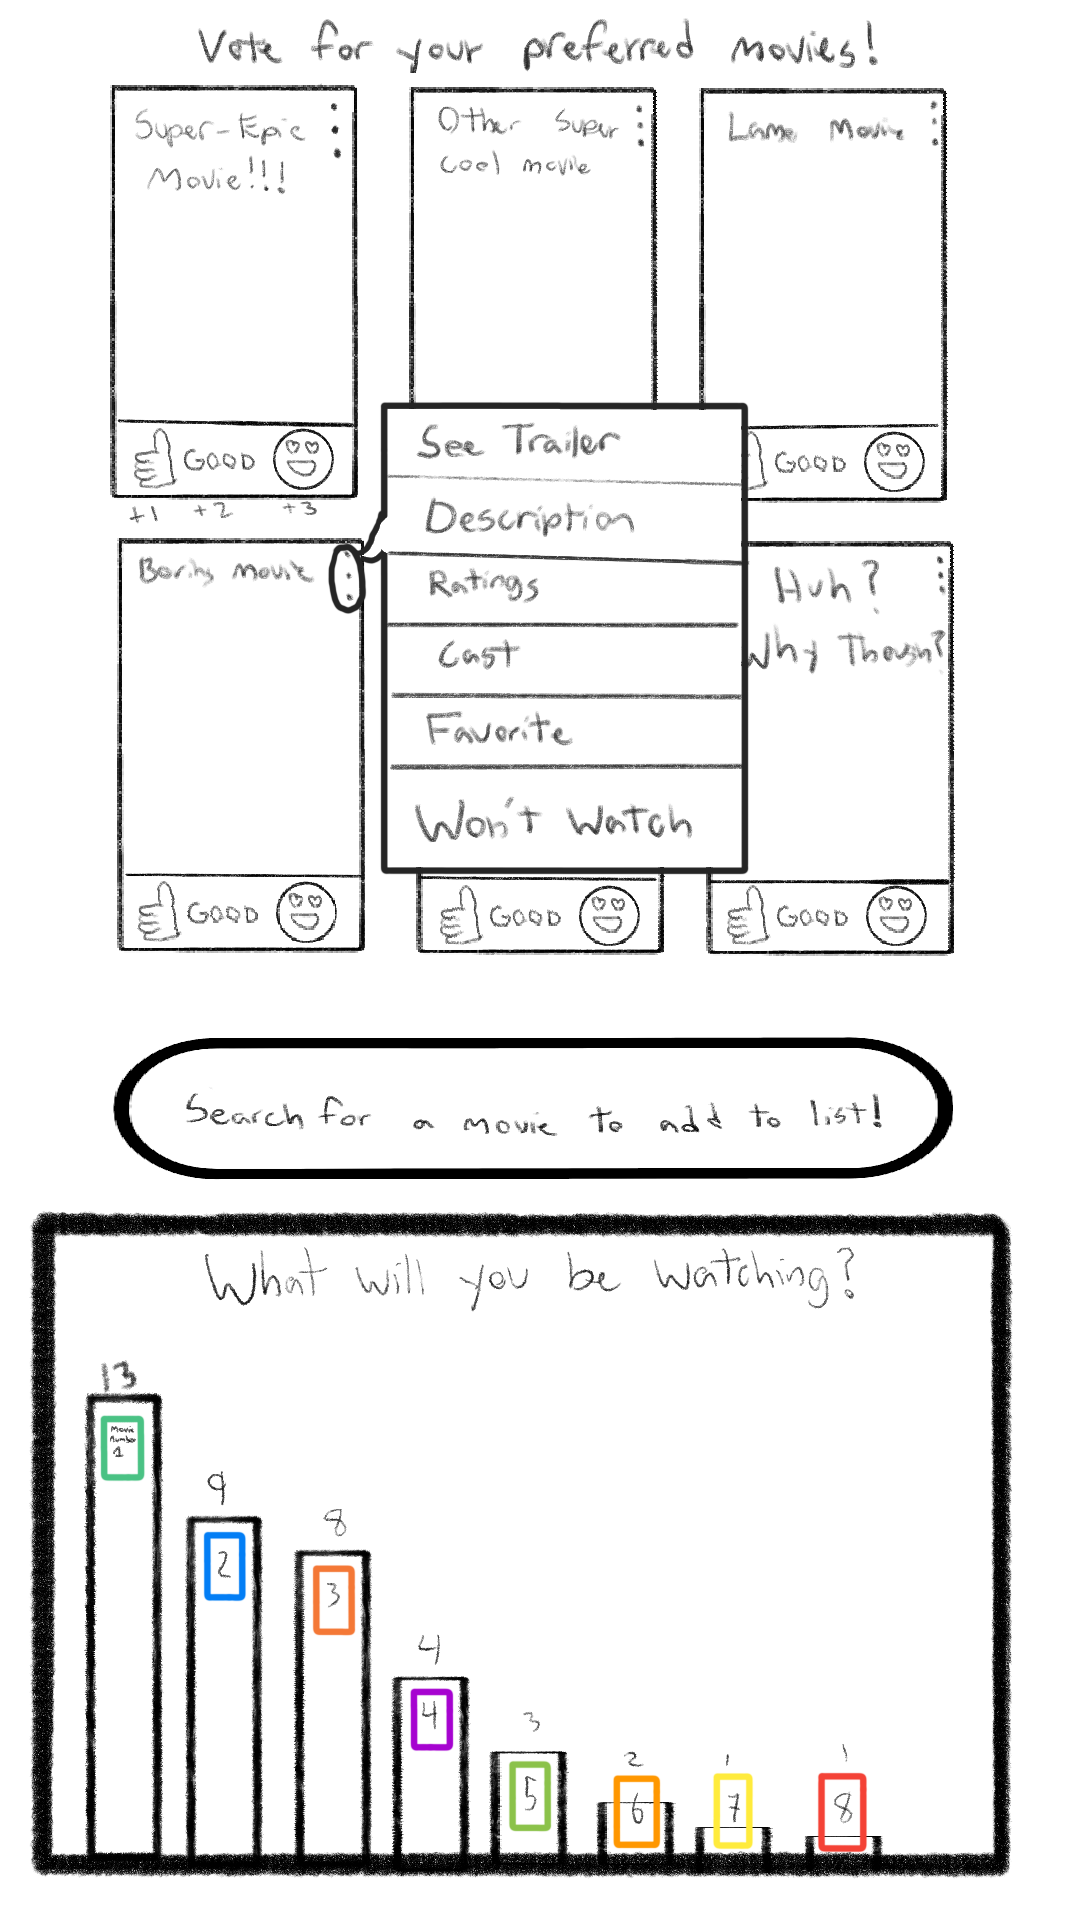 Vote for your preferred movies!
Super-Epic
Movie!!!
Other Super
Cool movie
Lame Movie
GOOD
GOOD
+1 +2 +3
See Trailer
Description
Ratings
Cast
Favorite
Won't Watch
Boring movie
Huh?
Why Though?
GOOD
GOOD
GOOD
Search for a movie to add to list!
What will you be watching?
13
Movie
Number
1
9
2
8
3
4
4
3
5
2
6
1
7
1
8